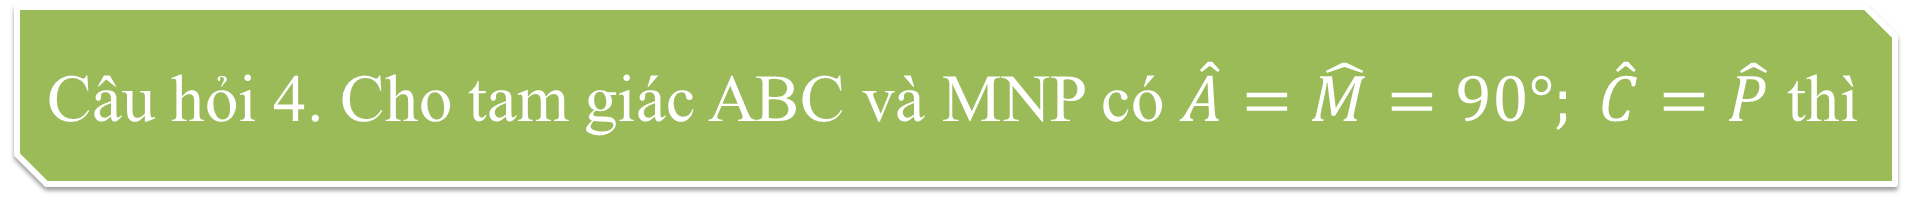 Câu hỏi 4. Cho tam giác ABC và MNP có Â = M̂ = 90°; Ĉ = P̂ thì